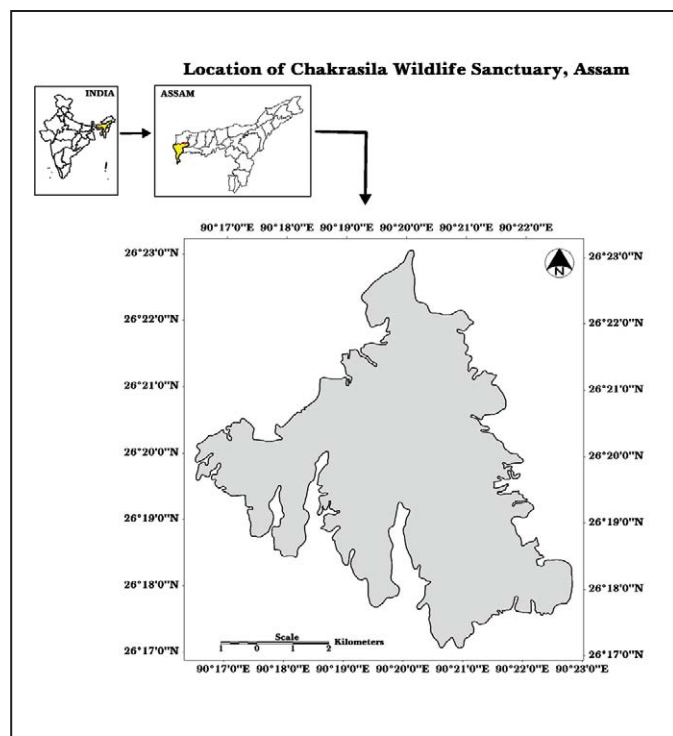 Location of Chakrasila Wildlife Sanctuary, Assam
INDIA
ASSAM
90°17'0"E 90°18'0"E 90°19'0"E 90°20'0"E 90°21'0"E 90°22'0"E
26°23'0"N 26°23'0"N
N
26°22'0"N 26°22'0"N
26°21'0"N 26°21'0"N
26°20'0"N 26°20'0"N
26°19'0"N 26°19'0"N
26°18'0"N 26°18'0"N
Scale
Kilometers
1 0 1 2
26°17'0"N 26°17'0"N
90°17'0"E 90°18'0"E 90°19'0"E 90°20'0"E 90°21'0"E 90°22'0"E 90°23'0"E